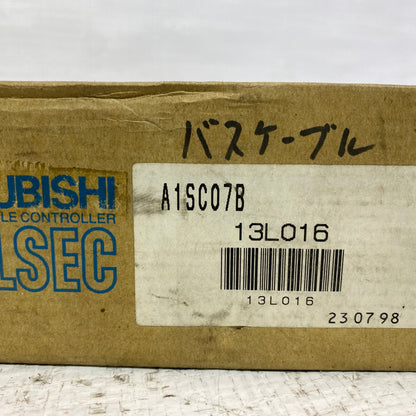 バスケーブル
UBISHI
LE CONTROLLER
LSEC
A1SC07B
13L016
13L016
230798